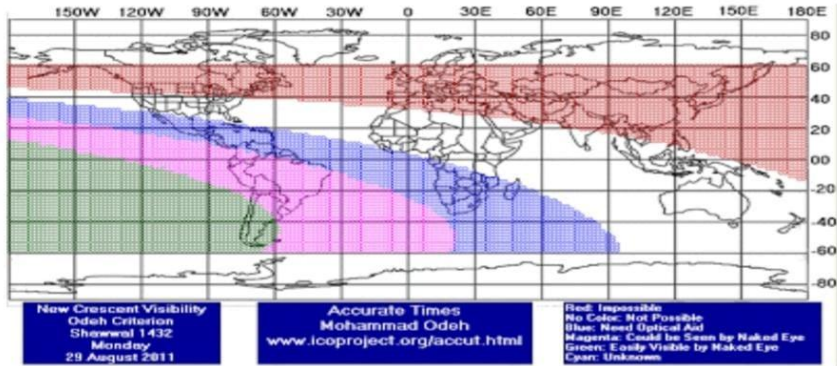 150W 120W 90W 60W 30W 0 30E 60E 90E 120E 150E 180E
80
60
40
20
00
-20
-40
-60
-80
New Crescent Visibility
Odeh Criterion
Shawwal 1432
Monday
29 August 2011
Accurate Times
Mohammad Odeh
www.icoproject.org/accut.html
Red: Impossible
No Color: Not Possible
Blue: Need Optical Aid
Magenta: Could be Seen by Naked Eye
Green: Easily Visible by Naked Eye
Cyan: Unknown